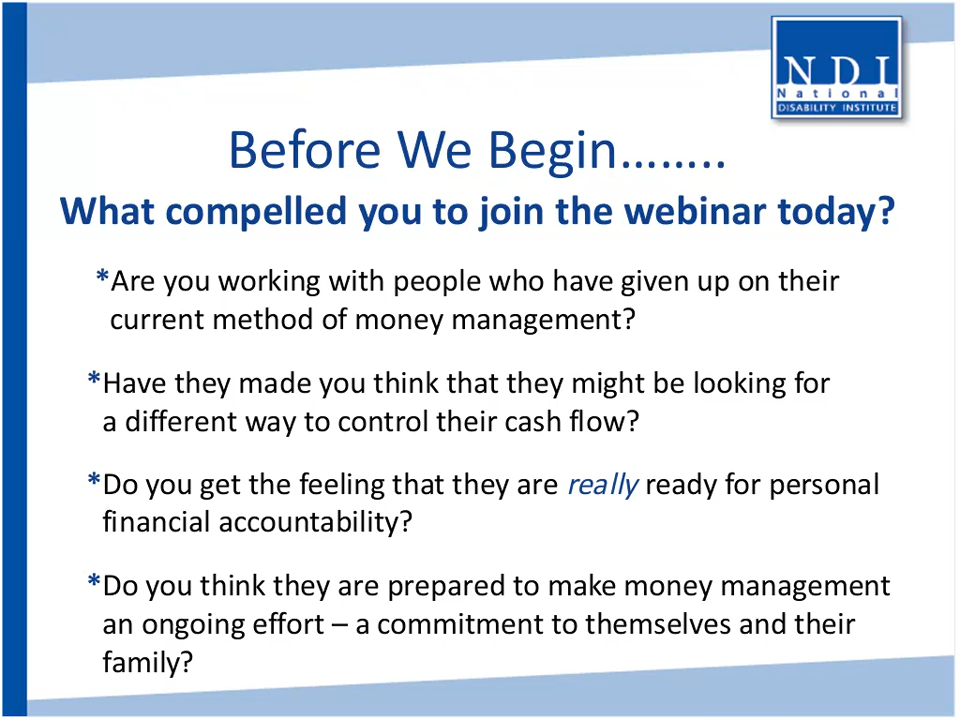 NDI
National
DISABILITY INSTITUTE
Before We Begin……..
What compelled you to join the webinar today?
*Are you working with people who have given up on their
current method of money management?
*Have they made you think that they might be looking for
a different way to control their cash flow?
*Do you get the feeling that they are really ready for personal
financial accountability?
*Do you think they are prepared to make money management
an ongoing effort – a commitment to themselves and their
family?